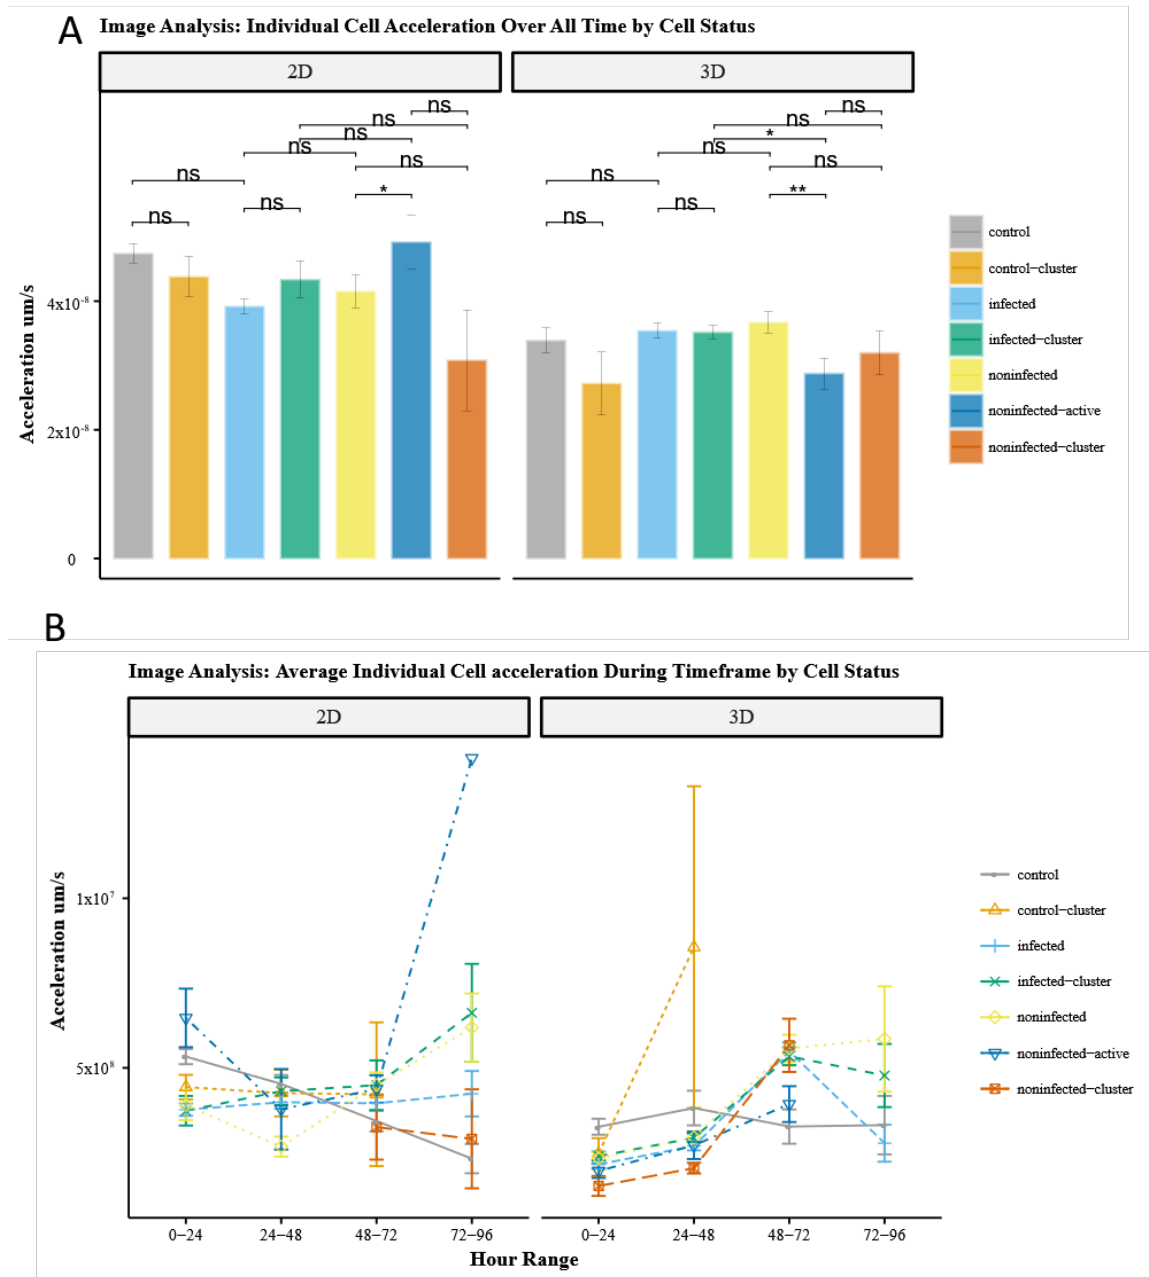 A
Image Analysis: Individual Cell Acceleration Over All Time by Cell Status
2D
3D
ns
ns
ns
ns
ns
ns
*
ns
ns
ns
ns
*
ns
ns
ns
**
ns
ns
Acceleration um/s
4x10⁻⁸
2x10⁻⁸
0
control
control−cluster
infected
infected−cluster
noninfected
noninfected−active
noninfected−cluster
B
Image Analysis: Average Individual Cell acceleration During Timeframe by Cell Status
2D
3D
Acceleration um/s
1x10⁷
5x10⁸
0−24
24−48
48−72
72−96
0−24
24−48
48−72
72−96
Hour Range
control
control−cluster
infected
infected−cluster
noninfected
noninfected−active
noninfected−cluster